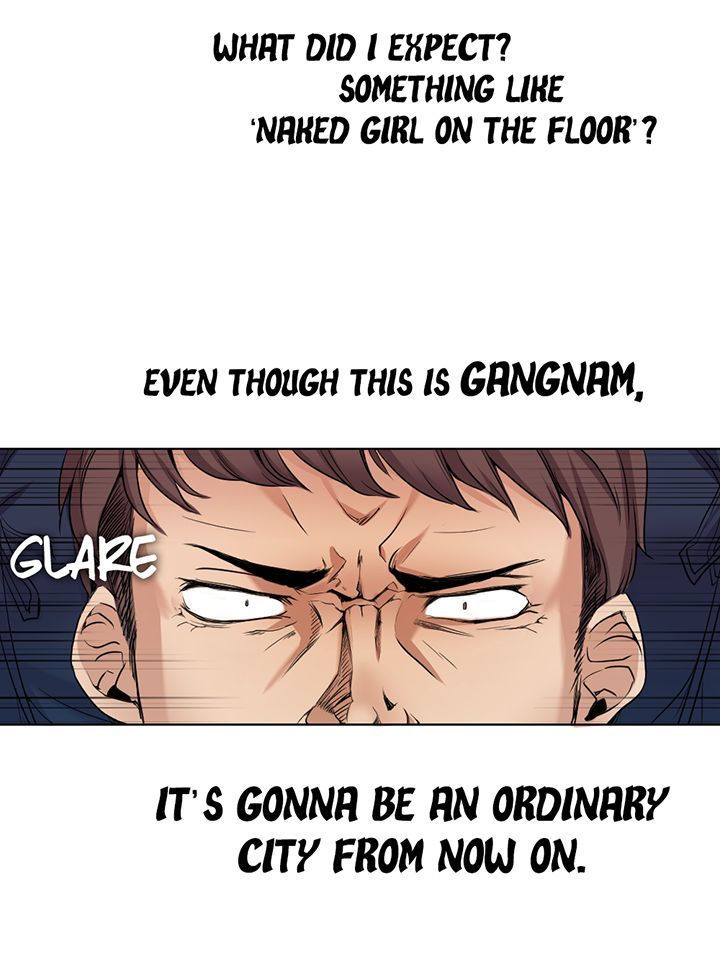 WHAT DID I EXPECT?
SOMETHING LIKE
'NAKED GIRL ON THE FLOOR'?
EVEN THOUGH THIS IS GANGNAM,
GLARE
IT'S GONNA BE AN ORDINARY
CITY FROM NOW ON.